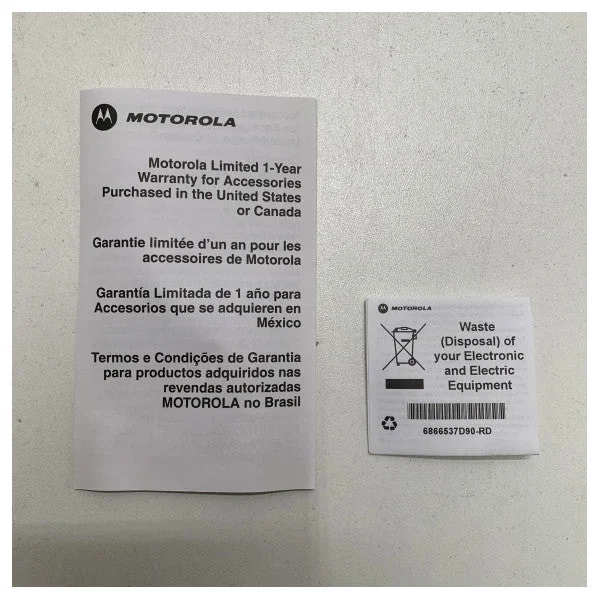 MOTOROLA
Motorola Limited 1-Year
Warranty for Accessories
Purchased in the United States
or Canada
Garantie limitée d'un an pour les
accessoires de Motorola
Garantía Limitada de 1 año para
Accesorios que se adquieren en
México
Termos e Condições de Garantia
para produtos adquiridos nas
revendas autorizadas
MOTOROLA no Brasil
MOTOROLA
Waste
(Disposal) of
your Electronic
and Electric
Equipment
6866537D90-RD